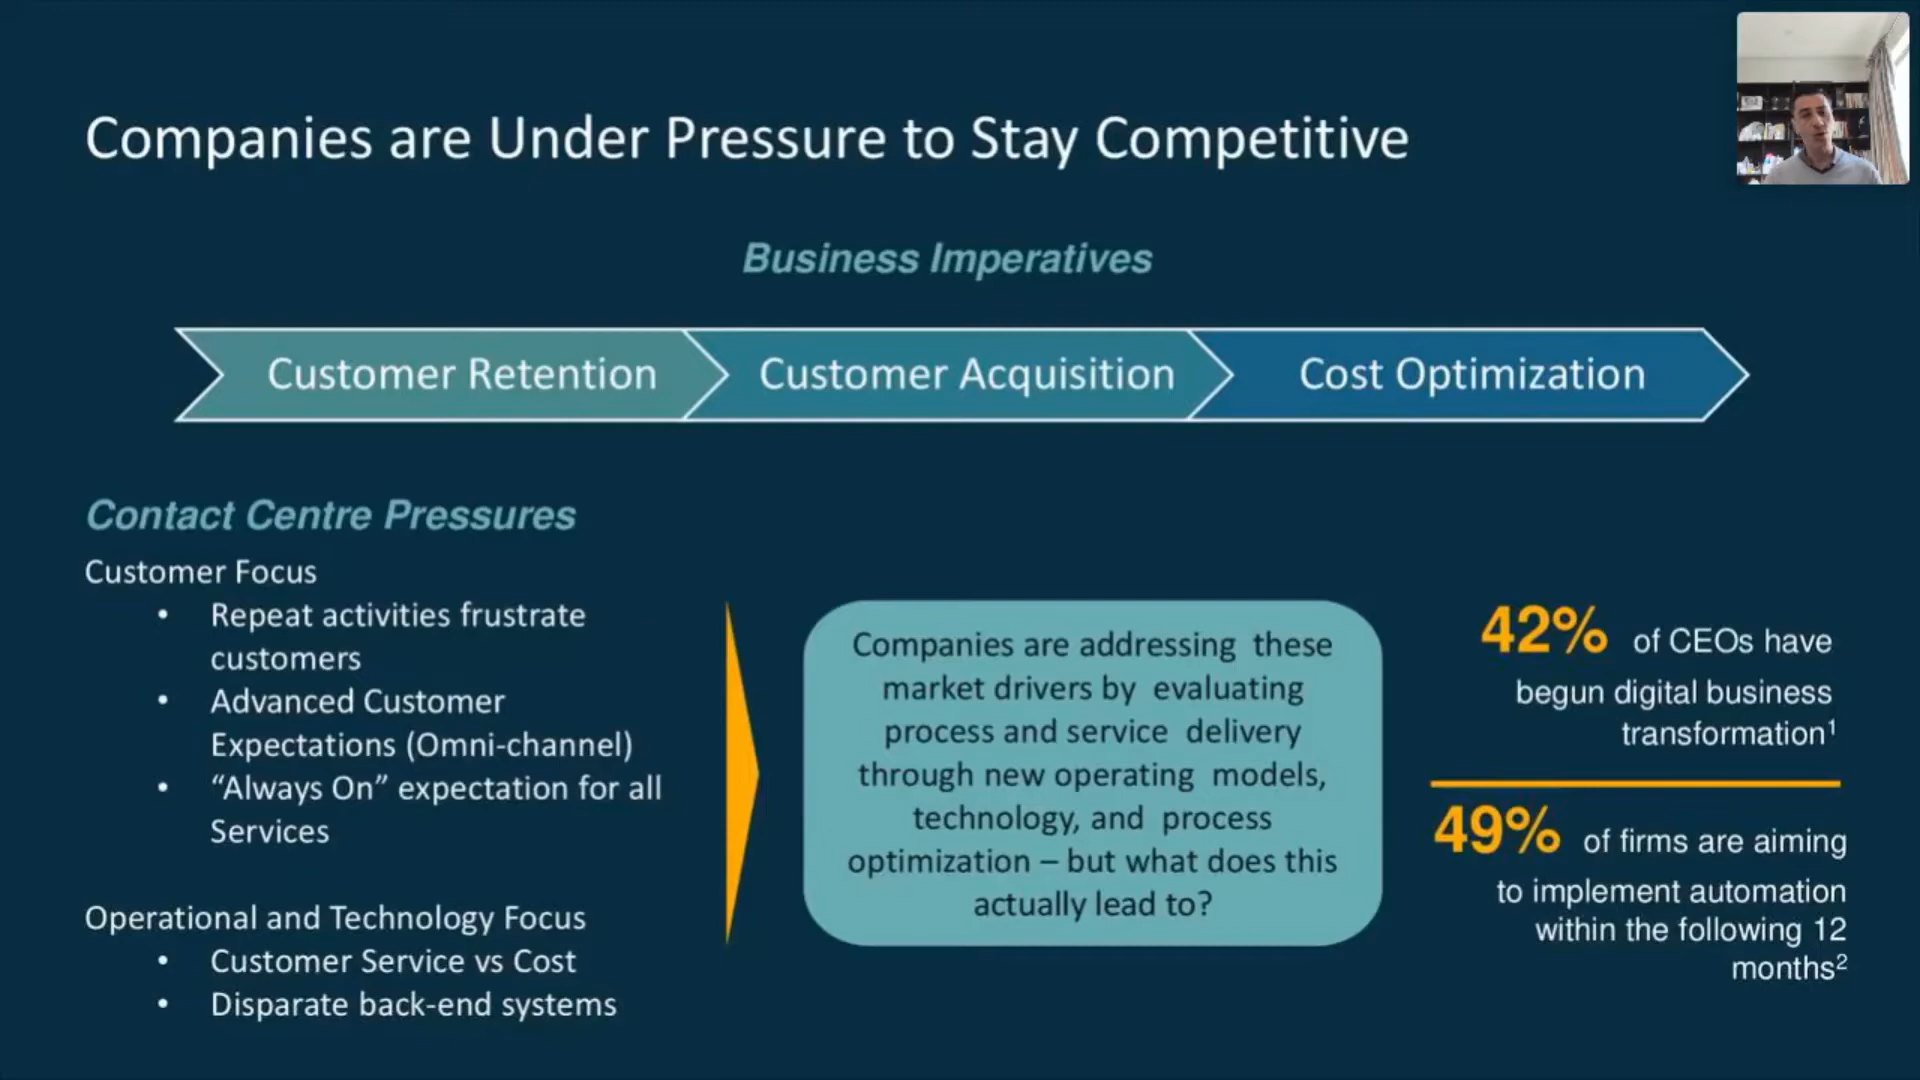 Companies are Under Pressure to Stay Competitive
Business Imperatives
Customer Retention
Customer Acquisition
Cost Optimization
Contact Centre Pressures
Customer Focus
• Repeat activities frustrate
customers
• Advanced Customer
Expectations (Omni-channel)
• “Always On” expectation for all
Services
Operational and Technology Focus
• Customer Service vs Cost
• Disparate back-end systems
Companies are addressing these
market drivers by evaluating
process and service delivery
through new operating models,
technology, and process
optimization – but what does this
actually lead to?
42% of CEOs have
begun digital business
transformation¹
49% of firms are aiming
to implement automation
within the following 12
months²